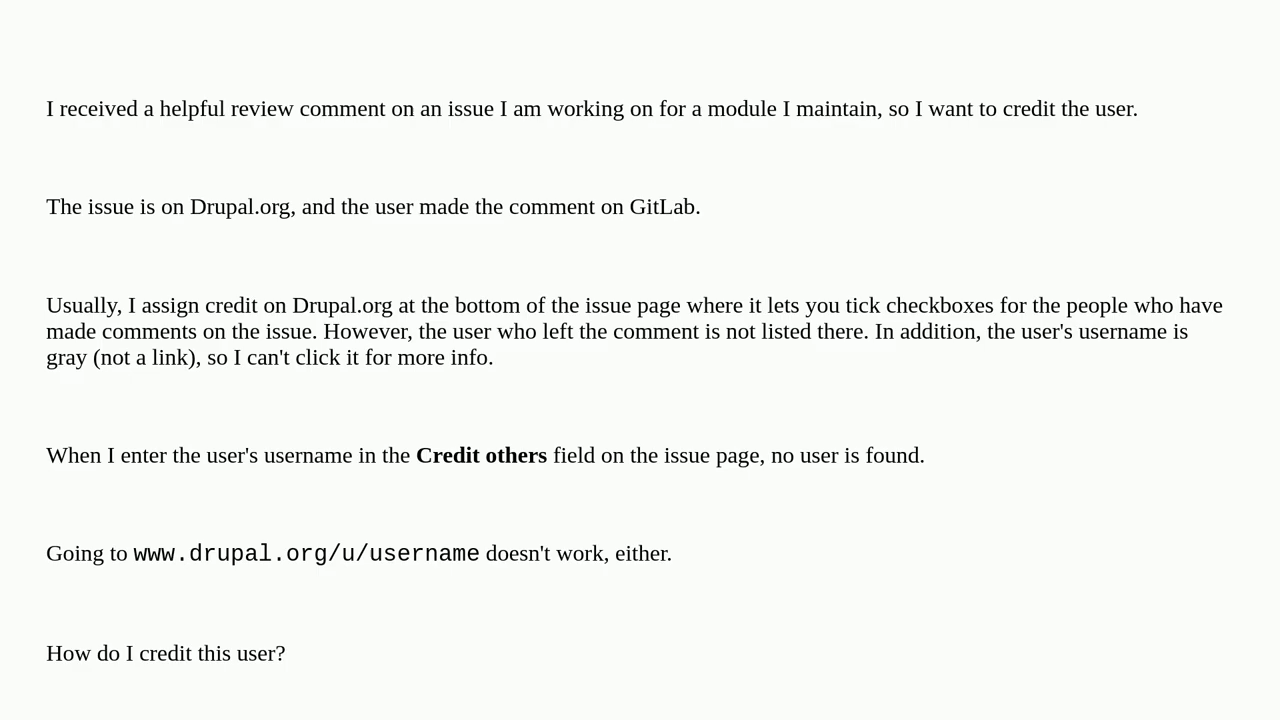 I received a helpful review comment on an issue I am working on for a module I maintain, so I want to credit the user.
The issue is on Drupal.org, and the user made the comment on GitLab.
Usually, I assign credit on Drupal.org at the bottom of the issue page where it lets you tick checkboxes for the people who have
made comments on the issue. However, the user who left the comment is not listed there. In addition, the user's username is
gray (not a link), so I can't click it for more info.
When I enter the user's username in the Credit others field on the issue page, no user is found.
Going to www.drupal.org/u/username doesn't work, either.
How do I credit this user?